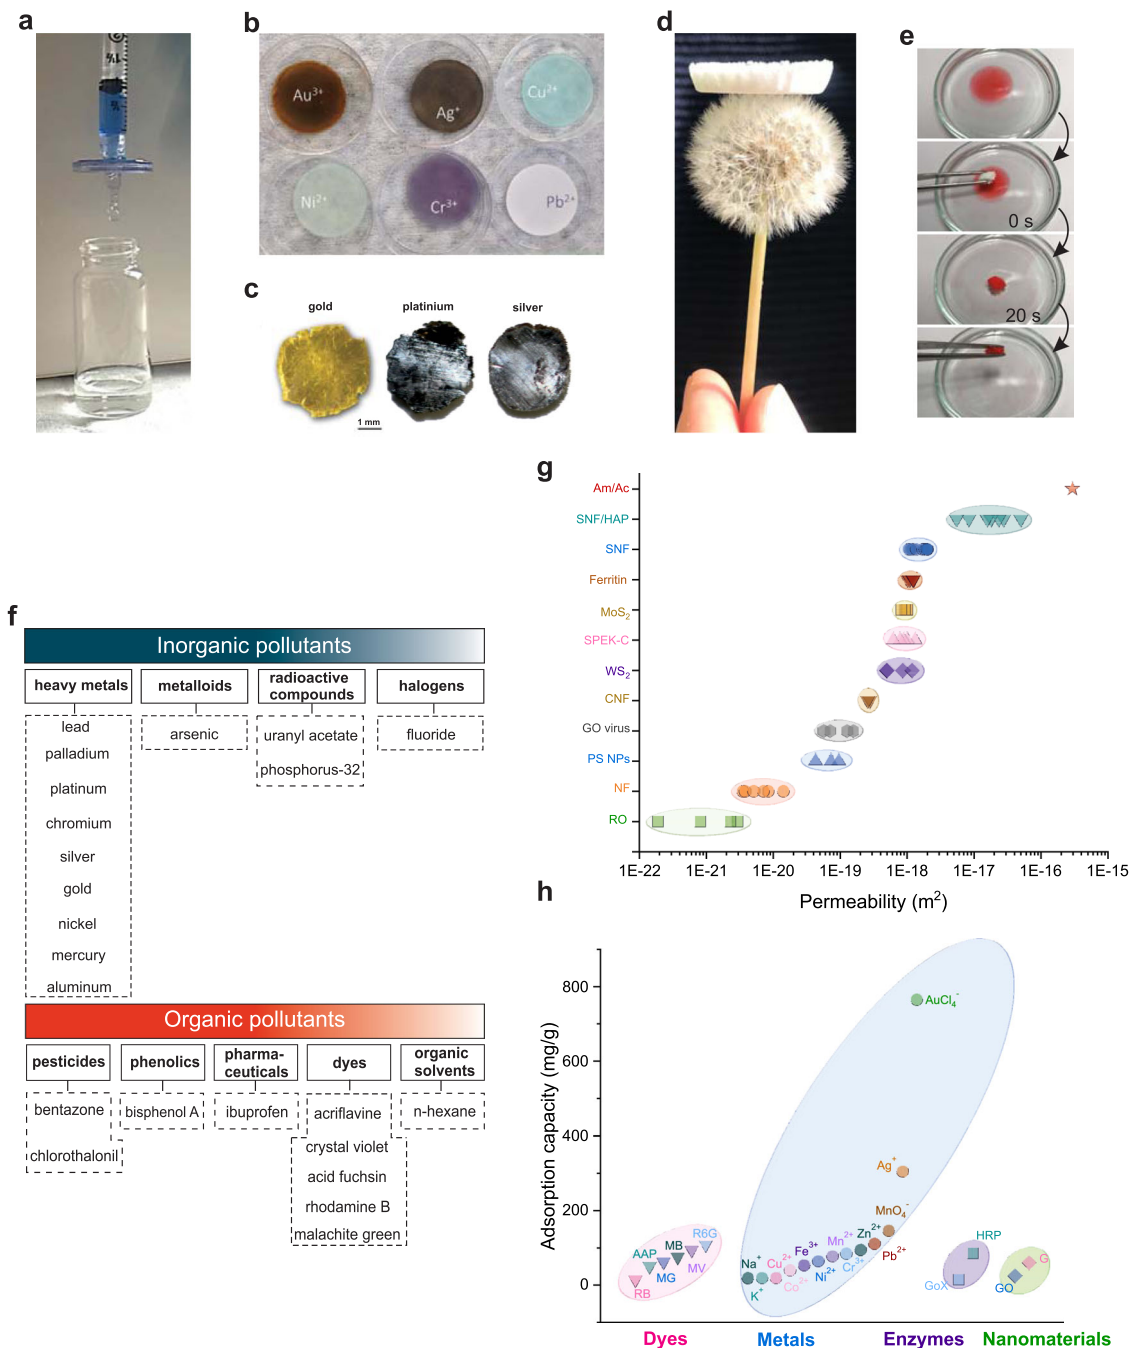 a
b
Au³⁺
Ag⁺
Cu²⁺
Ni²⁺
Cr³⁺
Pb²⁺
c
gold
platinium
silver
1 mm
d
e
0 s
20 s
f
Inorganic pollutants
heavy metals
metalloids
radioactive
compounds
halogens
lead
palladium
platinum
chromium
silver
gold
nickel
mercury
aluminum
arsenic
uranyl acetate
phosphorus-32
fluoride
Organic pollutants
pesticides
phenolics
pharma-
ceuticals
dyes
organic
solvents
bentazone
chlorothalonil
bisphenol A
ibuprofen
acriflavine
crystal violet
acid fuchsin
rhodamine B
malachite green
n-hexane
g
Am/Ac
SNF/HAP
SNF
Ferritin
MoS₂
SPEK-C
WS₂
CNF
GO virus
PS NPs
NF
RO
1E-22 1E-21 1E-20 1E-19 1E-18 1E-17 1E-16 1E-15
Permeability (m²)
h
Adsorption capacity (mg/g)
800
600
400
200
0
RB
AAP
MG
MB
MV
R6G
Na⁺
K⁺
Cu²⁺
Co²⁺
Fe³⁺
Ni²⁺
Mn²⁺
Cr³⁺
Zn²⁺
Pb²⁺
MnO₄⁻
Ag⁺
AuCl₄⁻
GoX
HRP
GO
G
Dyes Metals Enzymes Nanomaterials